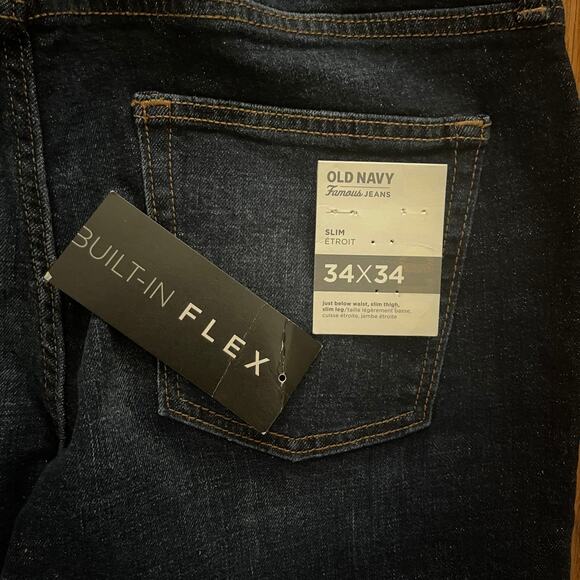 OLD NAVY
Famous JEANS
SLIM
ÉTROIT
34X34
just below waist, slim thigh,
slim leg/taille légèrement basse,
cuisse étroite, jambe étroite
BUILT-IN FLEX